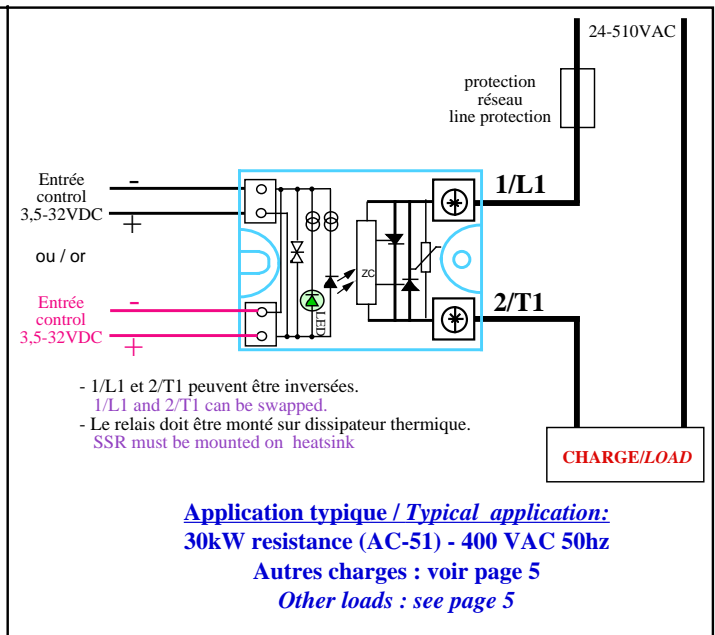 24-510VAC
protection
réseau
line protection
1/L1
Entrée
control
3,5-32VDC
-
+
ou / or
Entrée
control
3,5-32VDC
-
+
ZC
LED
2/T1
- 1/L1 et 2/T1 peuvent être inversées.
1/L1 and 2/T1 can be swapped.
- Le relais doit être monté sur dissipateur thermique.
SSR must be mounted on heatsink
CHARGE/LOAD
Application typique / Typical application:
30kW resistance (AC-51) - 400 VAC 50hz
Autres charges : voir page 5
Other loads : see page 5